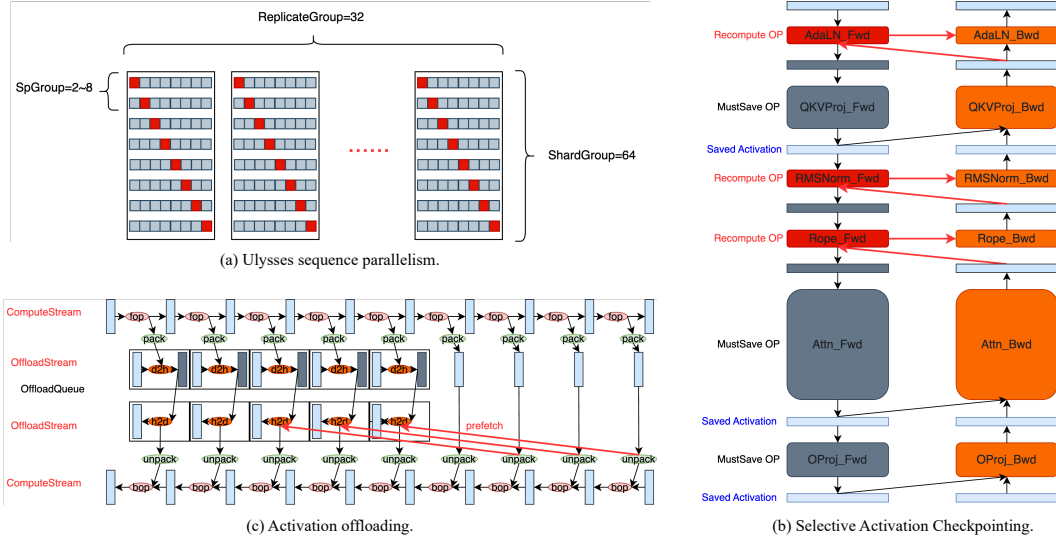 ReplicateGroup=32
SpGroup=2~8
ShardGroup=64
(a) Ulysses sequence parallelism.
ComputeStream
fop fop fop fop fop fop fop fop fop
pack pack pack pack pack pack pack pack pack
OffloadStream
d2h d2h d2h d2h d2h
OffloadQueue
OffloadStream
h2d h2d h2d h2d h2d
prefetch
unpack unpack unpack unpack unpack unpack unpack unpack unpack
ComputeStream
bop bop bop bop bop bop bop bop bop
(c) Activation offloading.
Recompute OP AdaLN_Fwd AdaLN_Bwd
MustSave OP QKVProj_Fwd QKVProj_Bwd
Saved Activation
Recompute OP RMSNorm_Fwd RMSNorm_Bwd
Recompute OP Rope_Fwd Rope_Bwd
MustSave OP Attn_Fwd Attn_Bwd
Saved Activation
MustSave OP OProj_Fwd OProj_Bwd
Saved Activation
(b) Selective Activation Checkpointing.